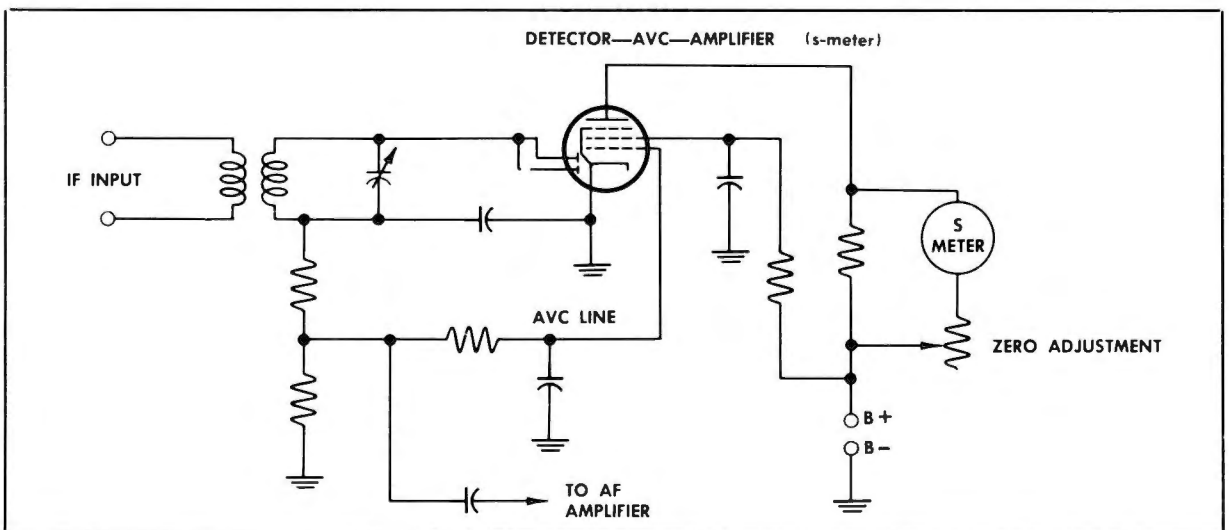 DETECTOR—AVC—AMPLIFIER (s-meter)
IF INPUT
S
METER
AVC LINE
ZERO ADJUSTMENT
B+
B−
TO AF
AMPLIFIER